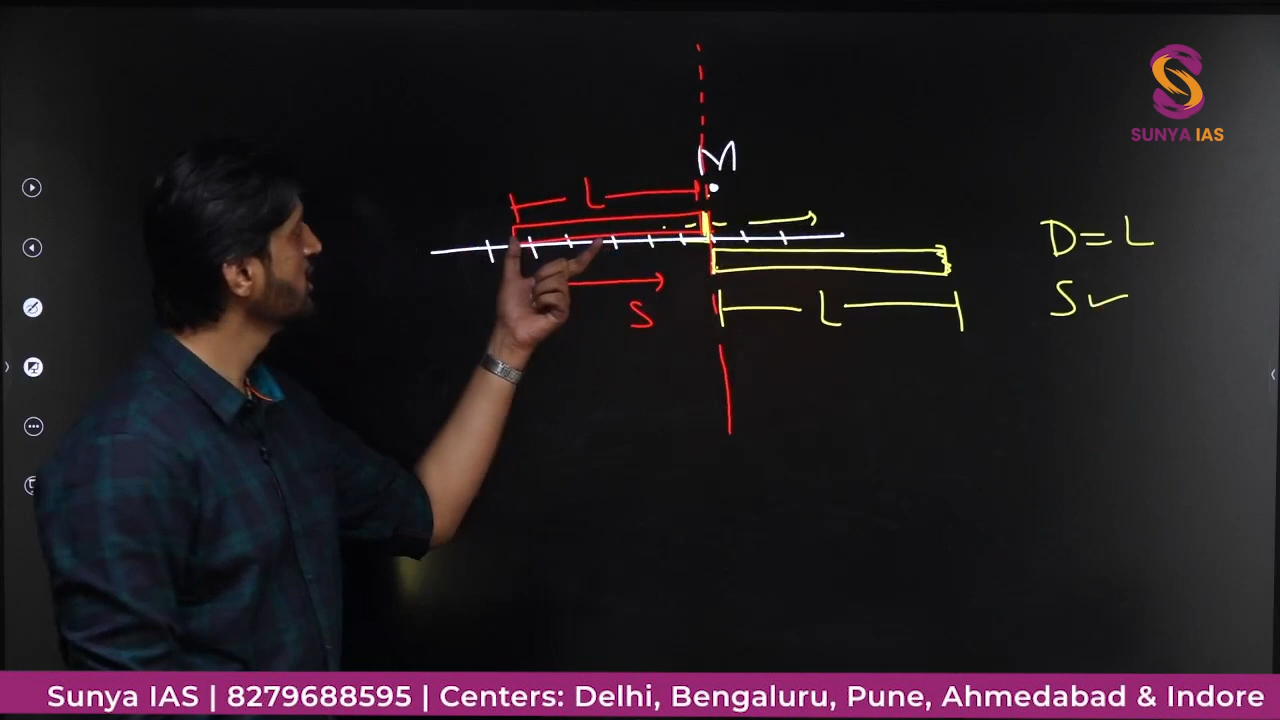 SUNYA IAS
M
L
D = L
S ✓
S
L
Sunya IAS | 8279688595 | Centers: Delhi, Bengaluru, Pune, Ahmedabad & Indore